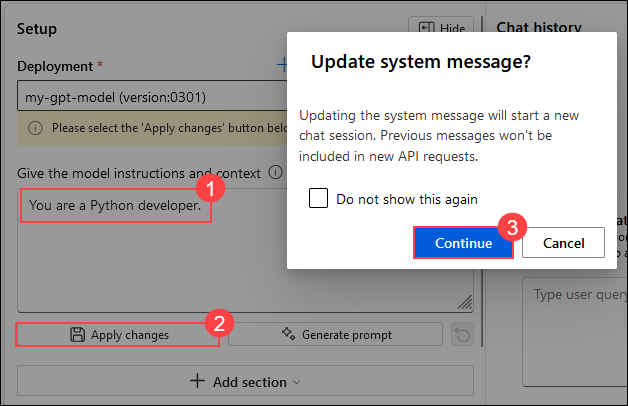 Setup
Hide
Chat history
Deployment *
my-gpt-model (version:0301)
Please select the 'Apply changes' button belo
Give the model instructions and context
1
You are a Python developer.
2
Apply changes
Generate prompt
Add section
Update system message?
Updating the system message will start a new
chat session. Previous messages won't be
included in new API requests.
Do not show this again
3
Continue
Cancel
Type user query